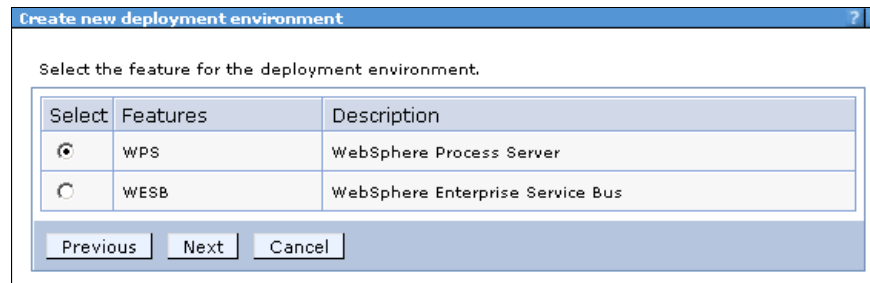 Create new deployment environment ?
Select the feature for the deployment environment.
Select Features Description
WPS WebSphere Process Server
WESB WebSphere Enterprise Service Bus
Previous Next Cancel